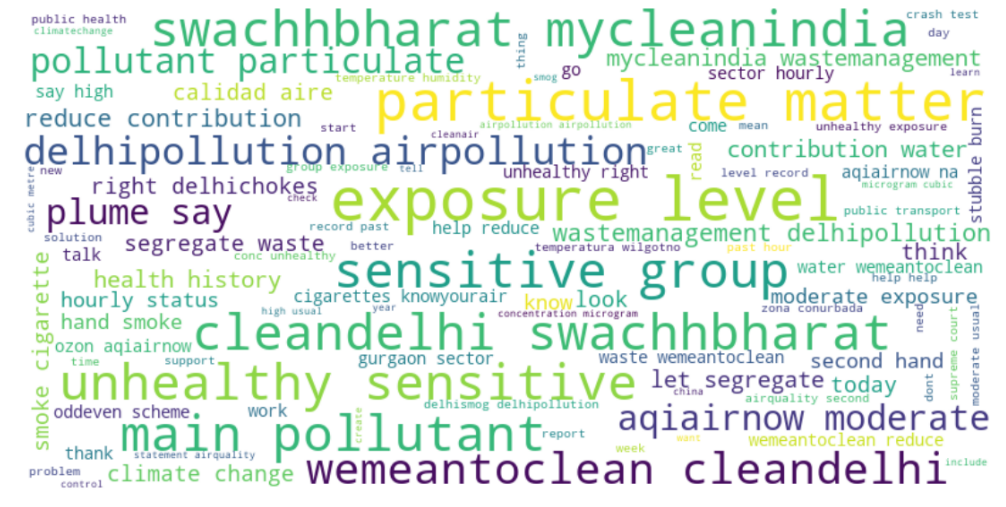 public health
swachhbharat mycleanindia
crash test
climatechange
day
thing
pollutant particulate
mycleanindia wastemanagement
smog
go
sector hourly
learn
temperature humidity
say high
calidad aire
particulate matter
reduce contribution
start
cleanair
airpollution airpollution
come
mean
unhealthy exposure
stubble burn
delhipollution airpollution
great
read
contribution water
new
group exposure
tell
unhealthy right
level record
aqiairnow na
microgram cubic
cubic metre
right delhichokes
check
exposure level
plume say
record past
help reduce
public transport
wastemanagement delhipollution
solution
segregate waste
better
temperatura wilgotno
past hour
think
talk
conc unhealthy
sensitive group
water wemeantoclean
health history
help help
hourly status
cigarettes knowyourair
know
look
moderate exposure
high usual
year
concentration microgram
zona conurbada
need
hand smoke
cleandelhi swachhbharat
supreme court
moderate usual
smoke cigarette
ozon aqiairnow
time
support
gurgaon sector
waste wemeantoclean
second hand
unhealthy sensitive
let segregate
china
today
dont
airquality second
oddeven scheme
work
delhismog delhipollution
aqiairnow moderate
create
main pollutant
report
want
wemeantoclean reduce
week
thank
statement airquality
problem
climate change
wemeantoclean cleandelhi
include
control